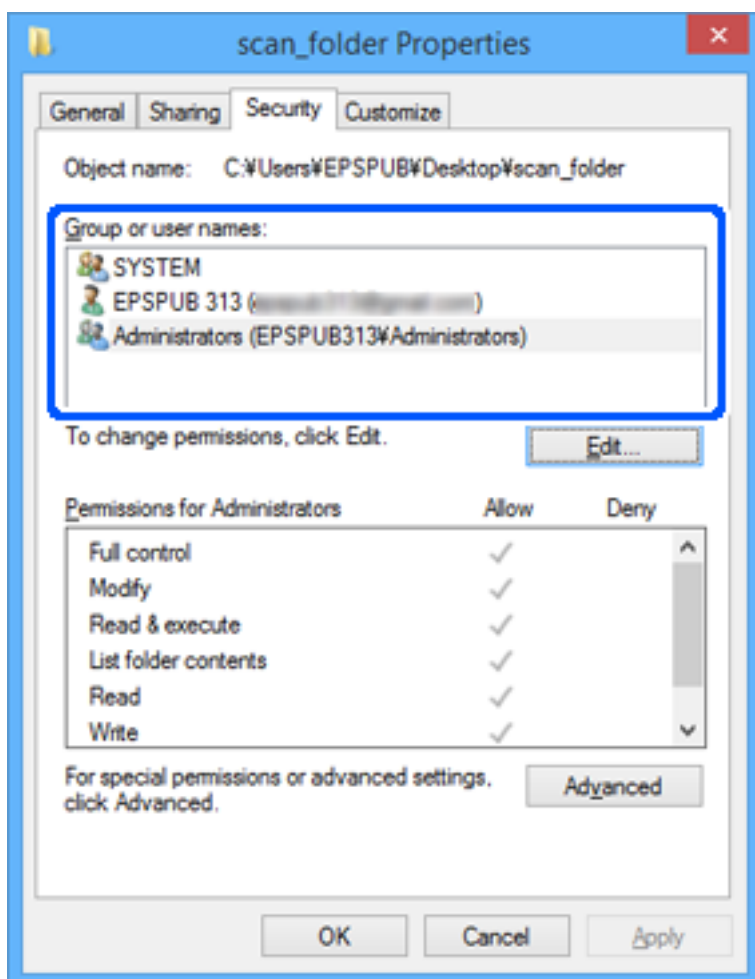 scan_folder Properties
General Sharing Security Customize
Object name: C:¥Users¥EPSPUB¥Desktop¥scan_folder
Group or user names:
SYSTEM
EPSPUB 313 ( )
Administrators (EPSPUB313¥Administrators)
To change permissions, click Edit.
Edit...
Permissions for Administrators Allow Deny
Full control
Modify
Read & execute
List folder contents
Read
Write
For special permissions or advanced settings,
click Advanced.
Advanced
OK Cancel Apply